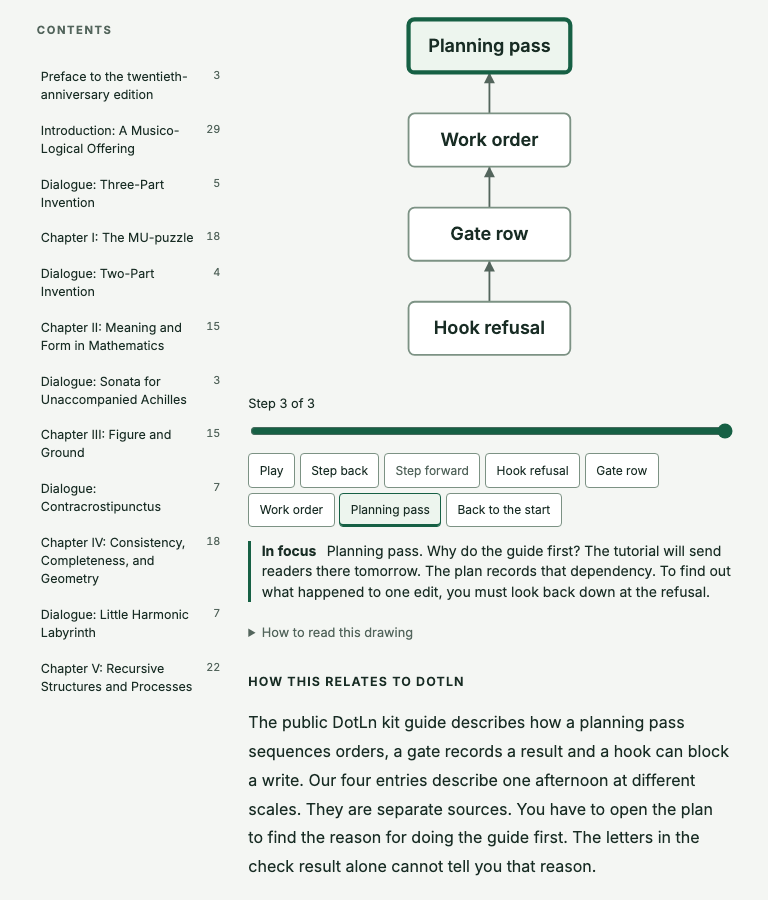 CONTENTS
Preface to the twentieth-
anniversary edition
3
Introduction: A Musico-
Logical Offering
29
Dialogue: Three-Part
Invention
5
Chapter I: The MU-puzzle
18
Dialogue: Two-Part
Invention
4
Chapter II: Meaning and
Form in Mathematics
15
Dialogue: Sonata for
Unaccompanied Achilles
3
Chapter III: Figure and
Ground
15
Dialogue:
Contracrostipunctus
7
Chapter IV: Consistency,
Completeness, and
Geometry
18
Dialogue: Little Harmonic
Labyrinth
7
Chapter V: Recursive
Structures and Processes
22
Planning pass
Work order
Gate row
Hook refusal
Step 3 of 3
Play
Step back
Step forward
Hook refusal
Gate row
Work order
Planning pass
Back to the start
In focus Planning pass. Why do the guide first? The tutorial will send
readers there tomorrow. The plan records that dependency. To find out
what happened to one edit, you must look back down at the refusal.
How to read this drawing
HOW THIS RELATES TO DOTLN
The public DotLn kit guide describes how a planning pass
sequences orders, a gate records a result and a hook can block
a write. Our four entries describe one afternoon at different
scales. They are separate sources. You have to open the plan
to find the reason for doing the guide first. The letters in the
check result alone cannot tell you that reason.